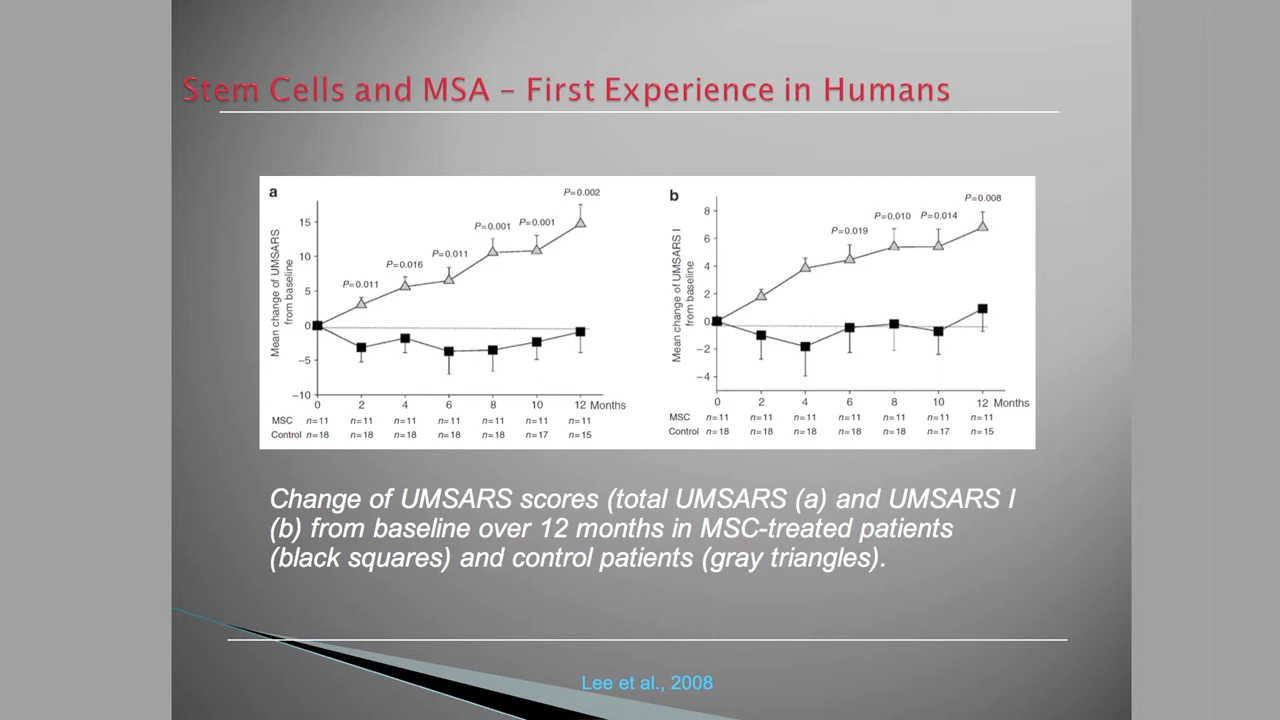 Stem Cells and MSA – First Experience in Humans
a
P=0.002
P=0.001
P=0.001
P=0.011
P=0.016
P=0.011
15
10
5
0
−5
−10
Mean change of UMSARS
from baseline
0 2 4 6 8 10 12 Months
MSC n=11 n=11 n=11 n=11 n=11 n=11 n=11
Control n=18 n=18 n=18 n=18 n=18 n=17 n=15
b
P=0.008
P=0.010
P=0.014
P=0.019
8
6
4
2
0
−2
−4
Mean change of UMSARS I
from baseline
0 2 4 6 8 10 12 Months
MSC n=11 n=11 n=11 n=11 n=11 n=11 n=11
Control n=18 n=18 n=18 n=18 n=18 n=17 n=15
Change of UMSARS scores (total UMSARS (a) and UMSARS I
(b) from baseline over 12 months in MSC-treated patients
(black squares) and control patients (gray triangles).
Lee et al., 2008